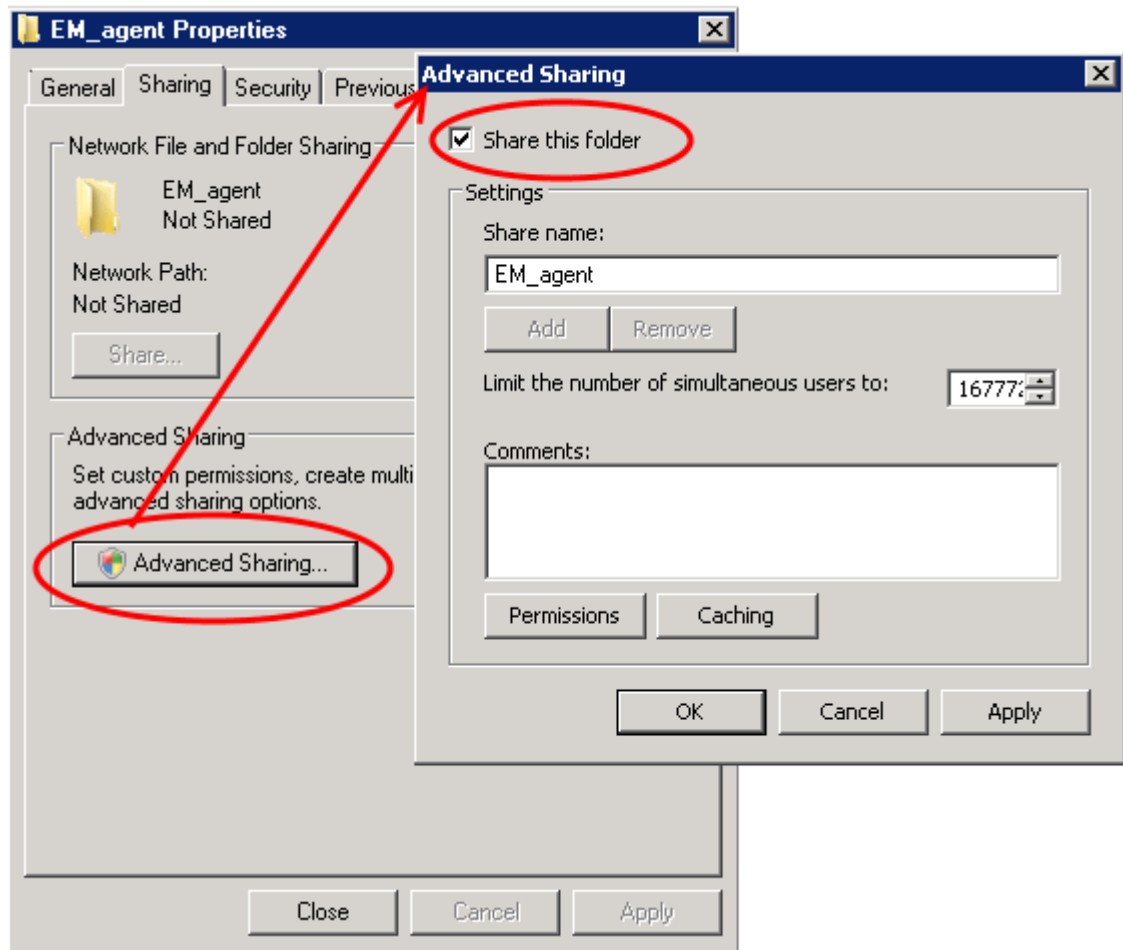 EM_agent Properties
General
Sharing
Security
Previous
Network File and Folder Sharing
EM_agent
Not Shared
Network Path:
Not Shared
Share...
Advanced Sharing
Set custom permissions, create multi
advanced sharing options.
Advanced Sharing...
Close
Cancel
Apply
Advanced Sharing
Share this folder
Settings
Share name:
EM_agent
Add
Remove
Limit the number of simultaneous users to:
16777
Comments:
Permissions
Caching
OK
Cancel
Apply